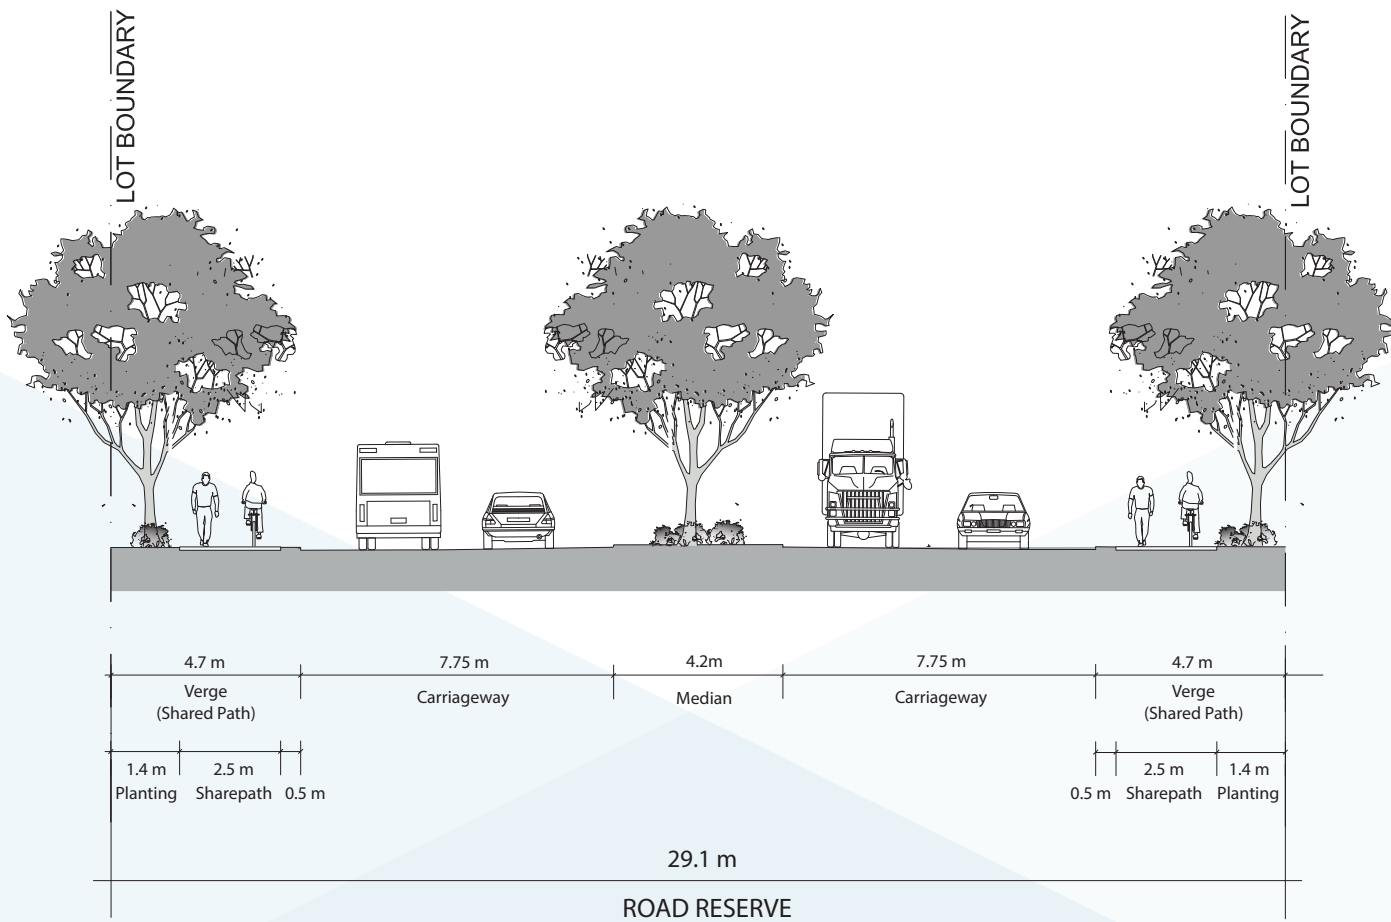 LOT BOUNDARY
LOT BOUNDARY
4.7 m
7.75 m
4.2m
7.75 m
4.7 m
Verge
(Shared Path)
Carriageway
Median
Carriageway
Verge
(Shared Path)
1.4 m
2.5 m
2.5 m
1.4 m
Planting
Sharepath
0.5 m
0.5 m
Sharepath
Planting
29.1 m
ROAD RESERVE